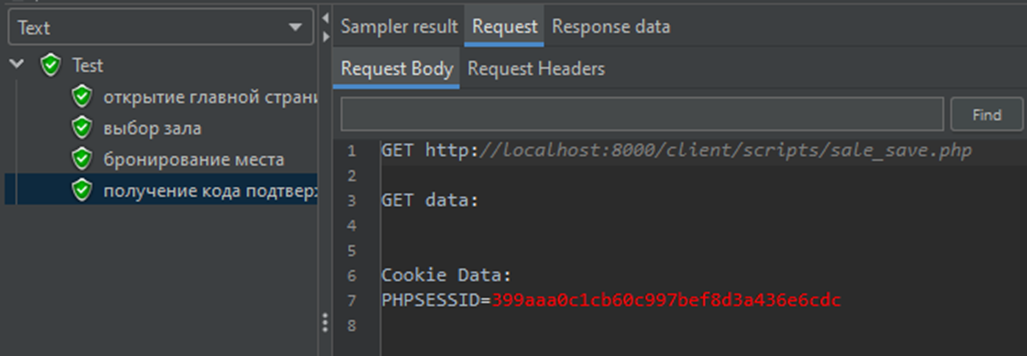 Text
Test
открытие главной страни
выбор зала
бронирование места
получение кода подтвер
Sampler result Request Response data
Request Body Request Headers
Find
1 GET http://localhost:8000/client/scripts/sale_save.php
2
3 GET data:
4
5
6 Cookie Data:
7 PHPSESSID=399aaa0c1cb60c997bef8d3a436e6cdc
8